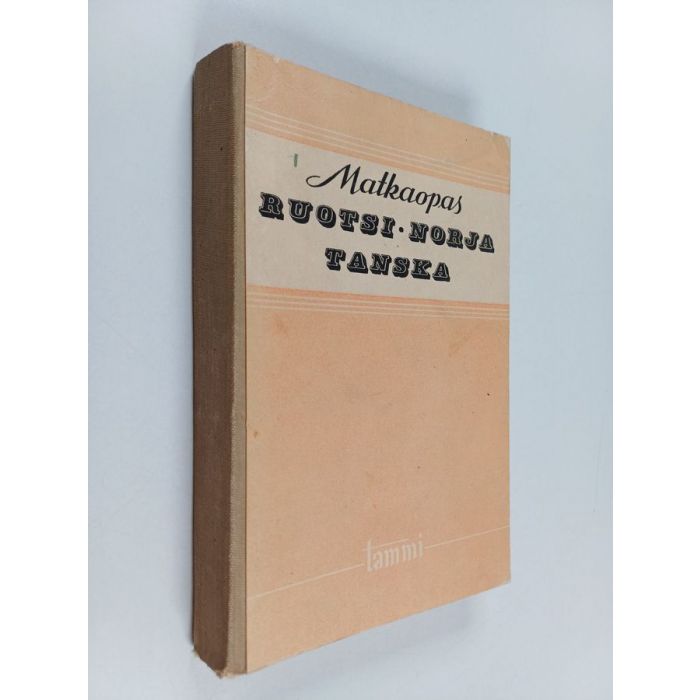 Matkaopas
RUOTSI · NORJA
TANSKA
tammi